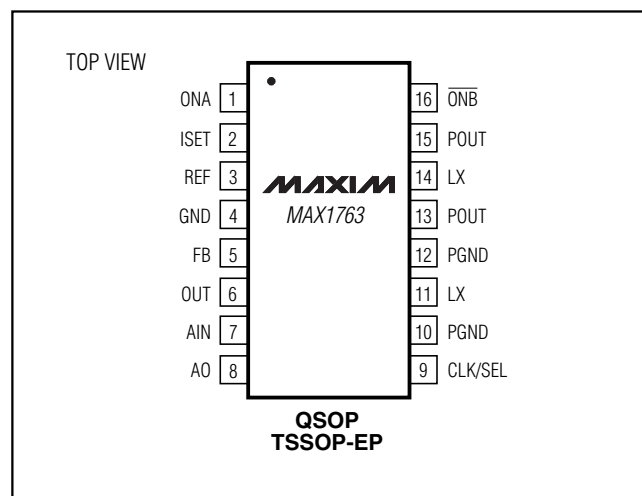 TOP VIEW
ONA 1
ISET 2
REF 3
GND 4
FB 5
OUT 6
AIN 7
AO 8
MAXIM
MAX1763
16 O̅N̅B̅
15 POUT
14 LX
13 POUT
12 PGND
11 LX
10 PGND
9 CLK/SEL
QSOP
TSSOP-EP